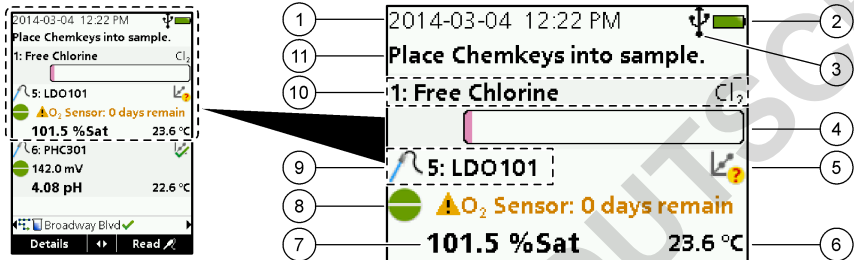 2014-03-04 12:22 PM
Place Chemkeys into sample.
1: Free Chlorine Cl2
5: LDO101
O2 Sensor: 0 days remain
101.5 %Sat 23.6 °C
6: PHC301
142.0 mV
4.08 pH 22.6 °C
Broadway Blvd
Details Read
1
11
10
9
8
7
2014-03-04 12:22 PM
Place Chemkeys into sample.
1: Free Chlorine Cl2
5: LDO101
O2 Sensor: 0 days remain
101.5 %Sat 23.6 °C
2
3
4
5
6